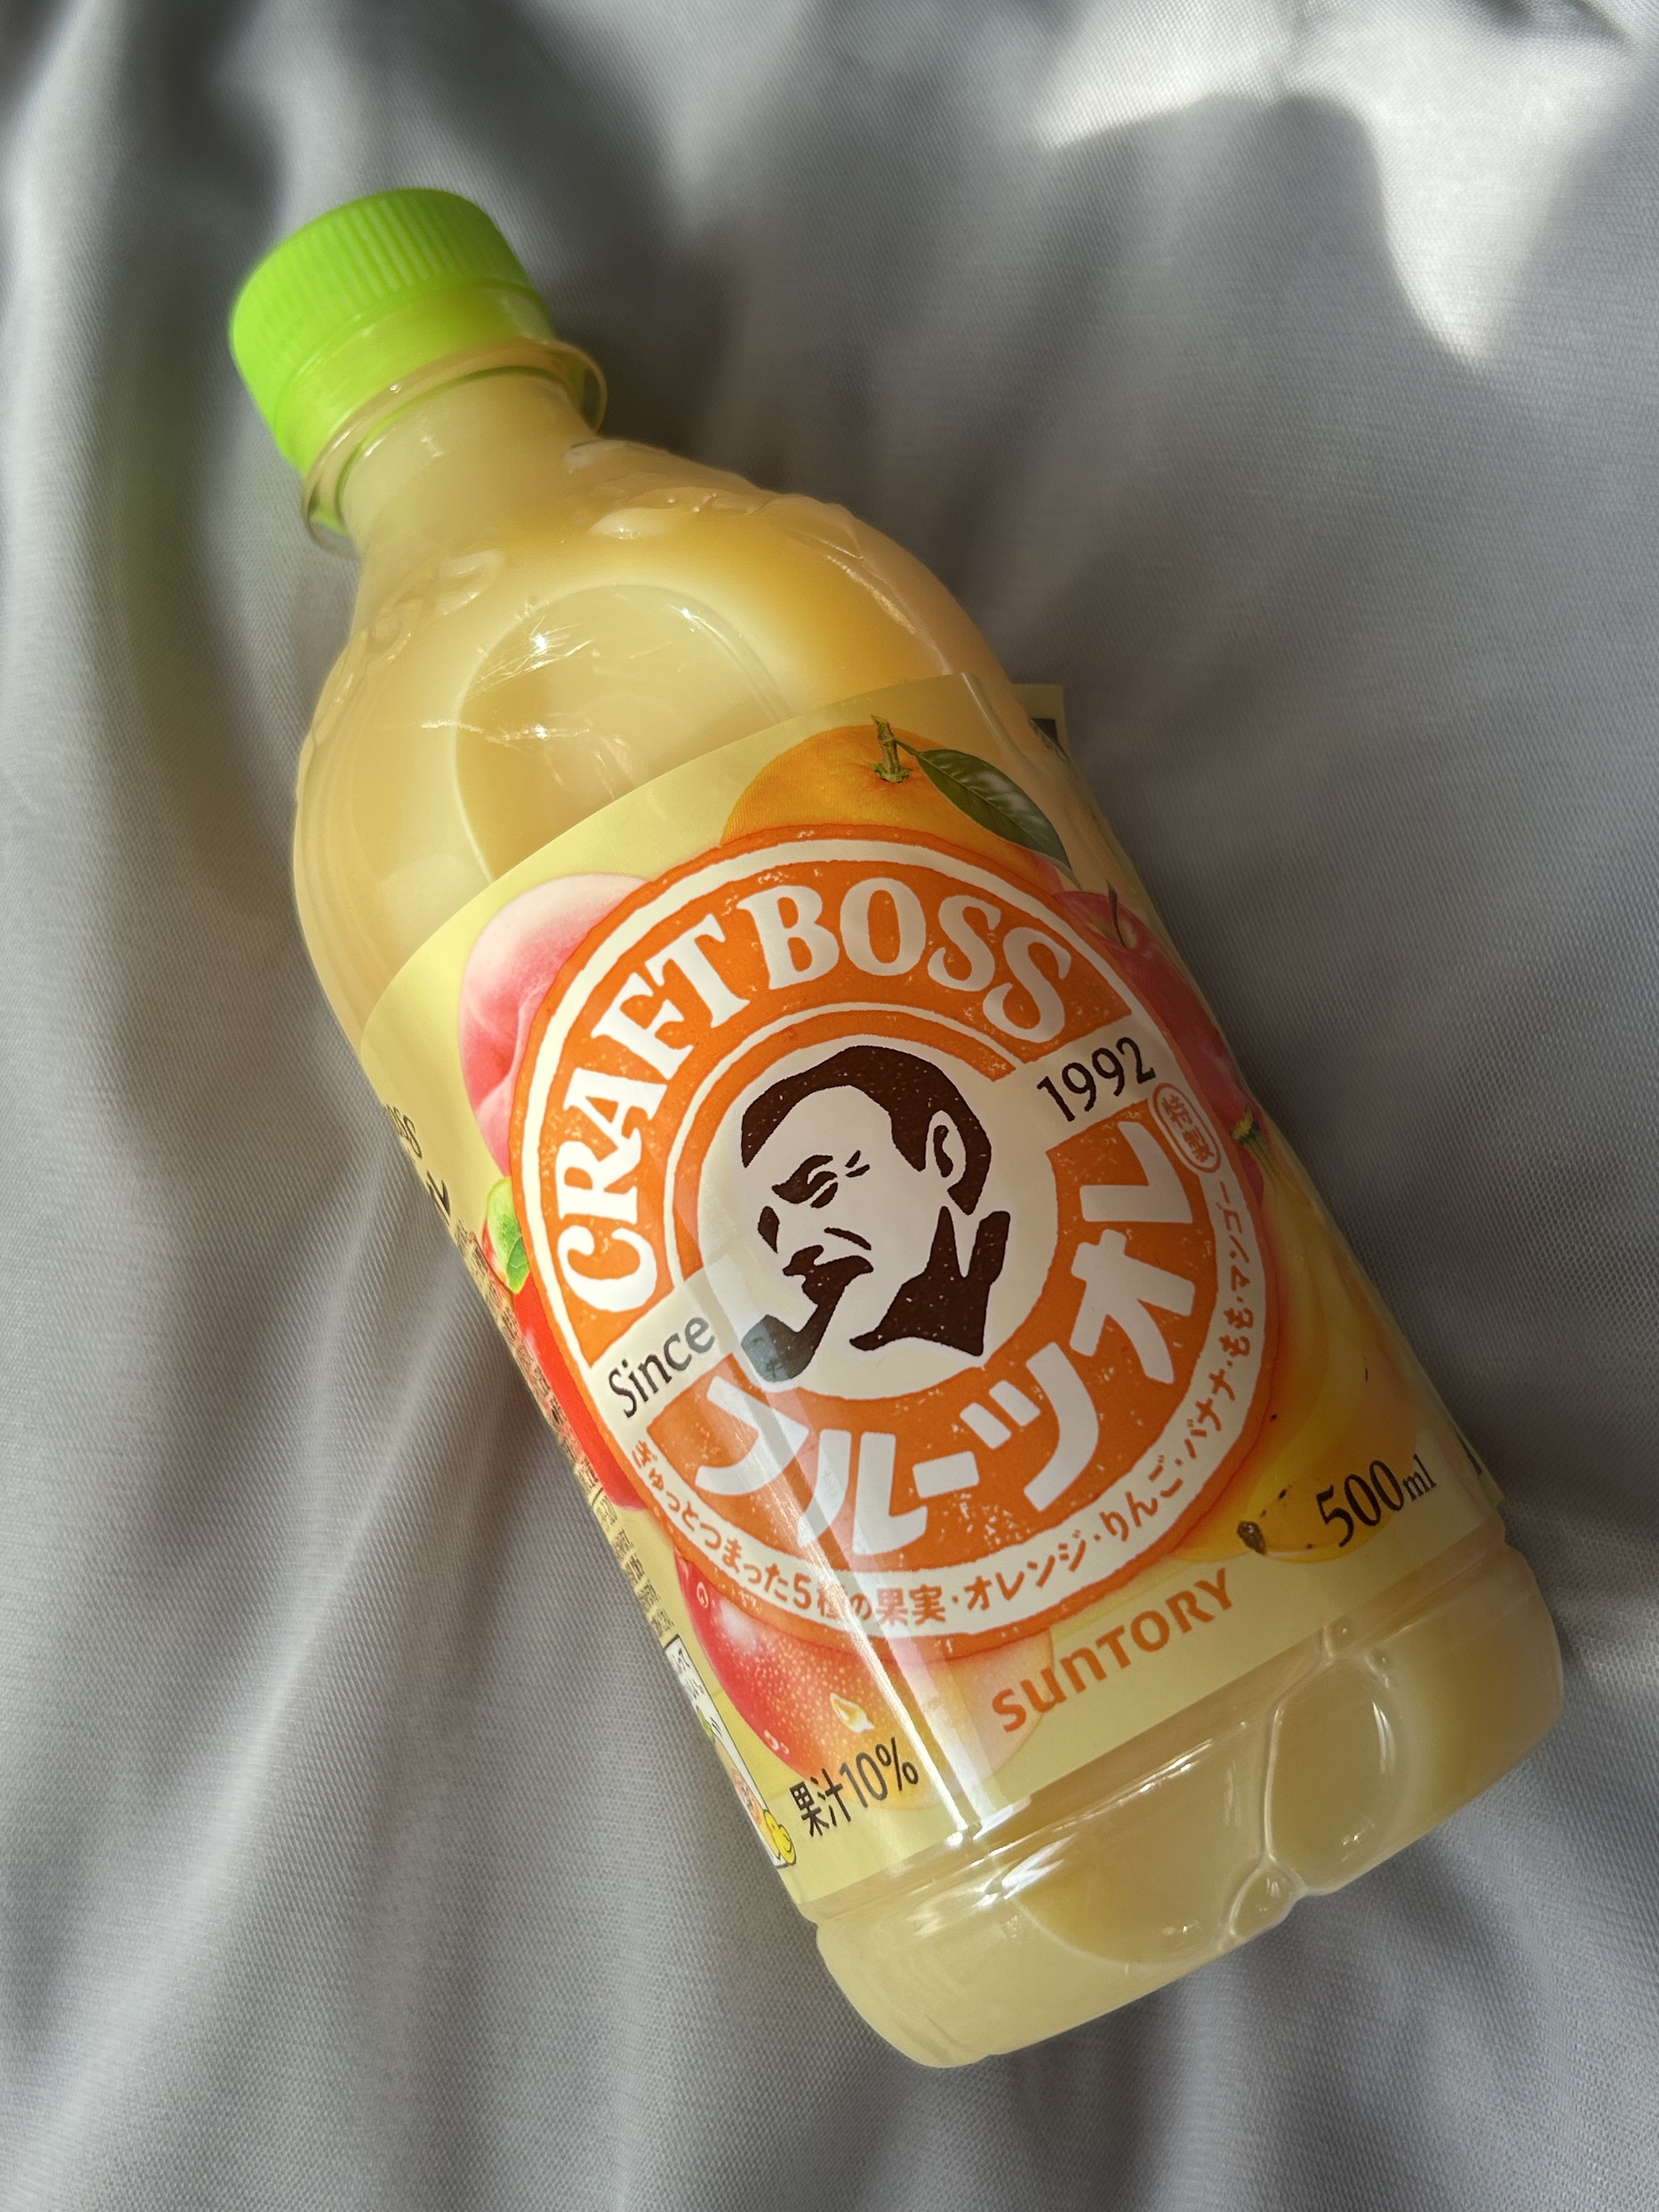 CRAFT BOSS
Since 1992
特製
フルーツオレ
ぎゅっとつまった5種の果実・オレンジ・りんご・バナナ・もも・マンゴー
500ml
SUNTORY
果汁10%